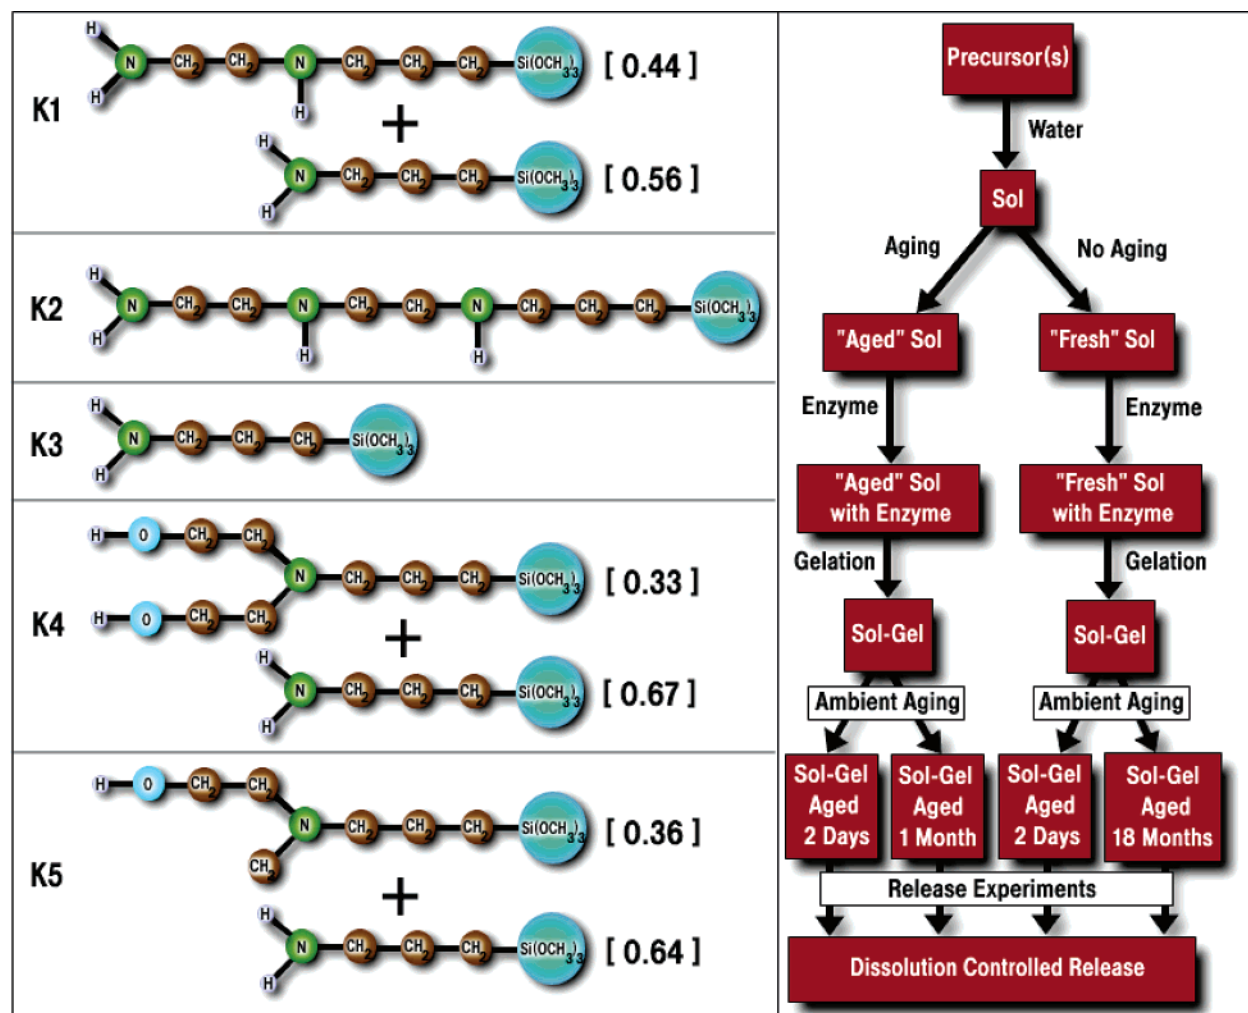 K1
H
H
N CH2 CH2 N CH2 CH2 CH2 Si(OCH3)3 [ 0.44 ]
H
+
H
H
N CH2 CH2 CH2 Si(OCH3)3 [ 0.56 ]
K2
H
H
N CH2 CH2 N CH2 CH2 N CH2 CH2 CH2 Si(OCH3)3
H H
K3
H
H
N CH2 CH2 CH2 Si(OCH3)3
K4
H O CH2 CH2
N CH2 CH2 CH2 Si(OCH3)3 [ 0.33 ]
H O CH2 CH2
+
H
H
N CH2 CH2 CH2 Si(OCH3)3 [ 0.67 ]
K5
H O CH2 CH2
N CH2 CH2 CH2 Si(OCH3)3 [ 0.36 ]
CH2
+
H
H
N CH2 CH2 CH2 Si(OCH3)3 [ 0.64 ]
Precursor(s)
Water
Sol
Aging No Aging
"Aged" Sol "Fresh" Sol
Enzyme Enzyme
"Aged" Sol
with Enzyme
"Fresh" Sol
with Enzyme
Gelation Gelation
Sol-Gel Sol-Gel
Ambient Aging Ambient Aging
Sol-Gel
Aged
2 Days
Sol-Gel
Aged
1 Month
Sol-Gel
Aged
2 Days
Sol-Gel
Aged
18 Months
Release Experiments
Dissolution Controlled Release